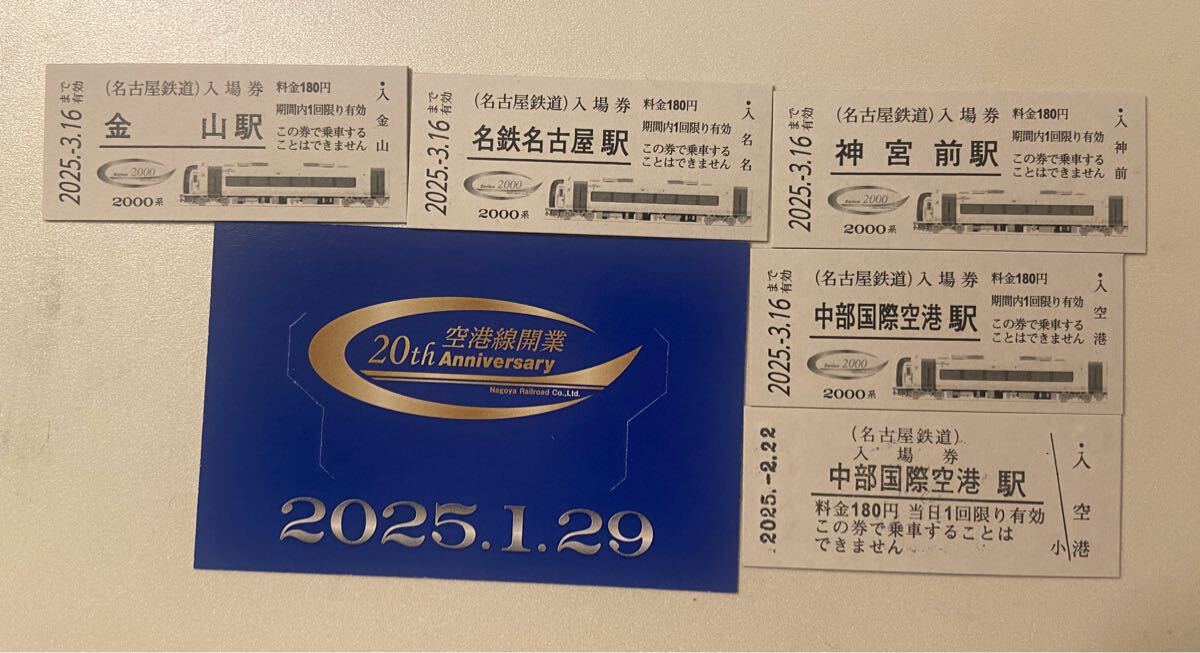 2025.-3.16 まで有効
(名古屋鉄道) 入場券
金 山駅
料金180円
期間内1回限り有効
この券で乗車する
ことはできません
Series 2000
2000系
・入 金山
2025.-3.16 まで有効
(名古屋鉄道) 入場券
名鉄名古屋 駅
料金180円
期間内1回限り有効
この券で乗車する
ことはできません
Series 2000
2000系
・入 名名
2025.-3.16 まで有効
(名古屋鉄道) 入場券
神宮前駅
料金180円
期間内1回限り有効
この券で乗車する
ことはできません
Series 2000
2000系
・入 神前
2025.-3.16 まで有効
(名古屋鉄道) 入場券
中部国際空港 駅
料金180円
期間内1回限り有効
この券で乗車する
ことはできません
Series 2000
2000系
・入 空港
空港線開業
20th Anniversary
Nagoya Railroad Co.,Ltd.
2025.1.29
2025.-2.22
(名古屋鉄道)
入場券
中部国際空港 駅
料金180円 当日1回限り有効
この券で乗車することは
できません
・入 空港
小